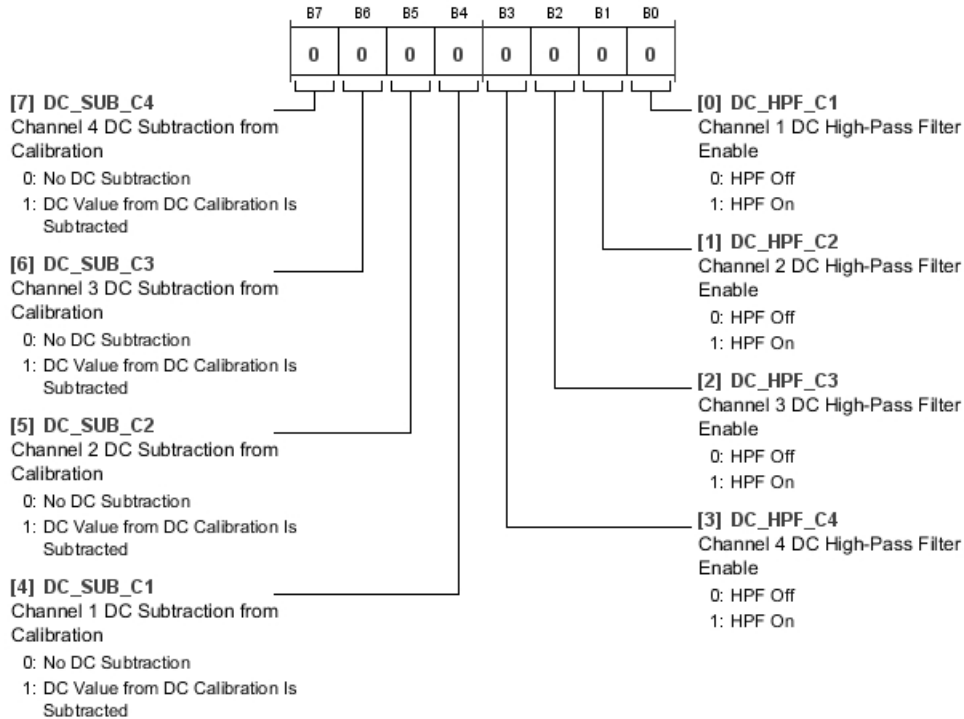 B7 B6 B5 B4 B3 B2 B1 B0
0 0 0 0 0 0 0 0
[7] DC_SUB_C4
Channel 4 DC Subtraction from
Calibration
0: No DC Subtraction
1: DC Value from DC Calibration Is
Subtracted
[6] DC_SUB_C3
Channel 3 DC Subtraction from
Calibration
0: No DC Subtraction
1: DC Value from DC Calibration Is
Subtracted
[5] DC_SUB_C2
Channel 2 DC Subtraction from
Calibration
0: No DC Subtraction
1: DC Value from DC Calibration Is
Subtracted
[4] DC_SUB_C1
Channel 1 DC Subtraction from
Calibration
0: No DC Subtraction
1: DC Value from DC Calibration Is
Subtracted
[0] DC_HPF_C1
Channel 1 DC High-Pass Filter
Enable
0: HPF Off
1: HPF On
[1] DC_HPF_C2
Channel 2 DC High-Pass Filter
Enable
0: HPF Off
1: HPF On
[2] DC_HPF_C3
Channel 3 DC High-Pass Filter
Enable
0: HPF Off
1: HPF On
[3] DC_HPF_C4
Channel 4 DC High-Pass Filter
Enable
0: HPF Off
1: HPF On